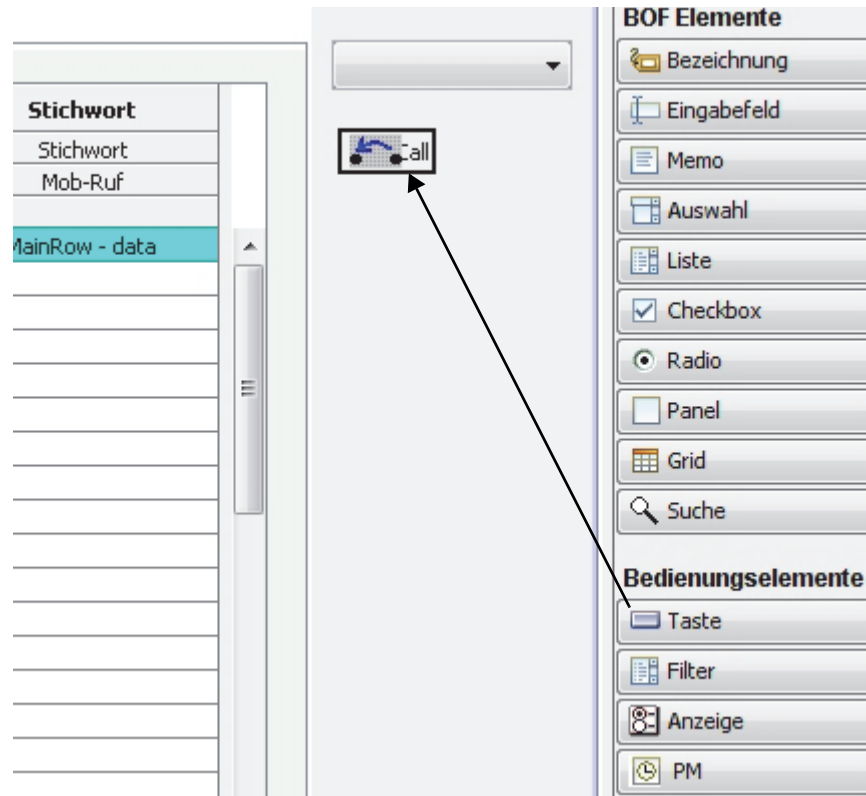 Stichwort
Stichwort
Mob-Ruf
MainRow - data
Call
BOF Elemente
Bezeichnung
Eingabefeld
Memo
Auswahl
Liste
Checkbox
Radio
Panel
Grid
Suche
Bedienungselemente
Taste
Filter
Anzeige
PM